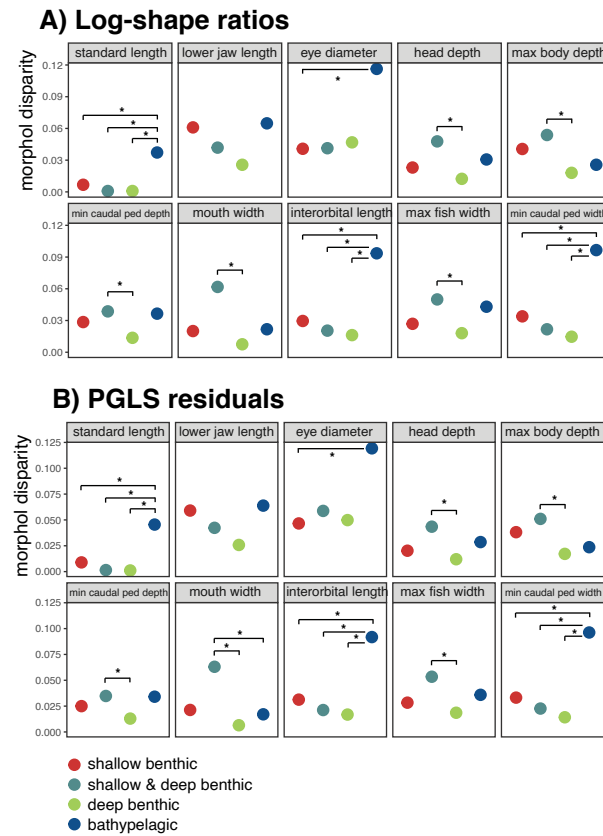 A) Log-shape ratios
standard length
lower jaw length
eye diameter
head depth
max body depth
morphol disparity
0.12
0.09
0.06
0.03
0.00
*
*
*
*
*
*
min caudal ped depth
mouth width
interorbital length
max fish width
min caudal ped width
0.12
0.09
0.06
0.03
0.00
*
*
*
*
*
*
*
*
*
B) PGLS residuals
standard length
lower jaw length
eye diameter
head depth
max body depth
morphol disparity
0.125
0.100
0.075
0.050
0.025
0.000
*
*
*
*
*
*
min caudal ped depth
mouth width
interorbital length
max fish width
min caudal ped width
0.125
0.100
0.075
0.050
0.025
0.000
*
*
*
*
*
*
*
*
*
*
shallow benthic
shallow & deep benthic
deep benthic
bathypelagic